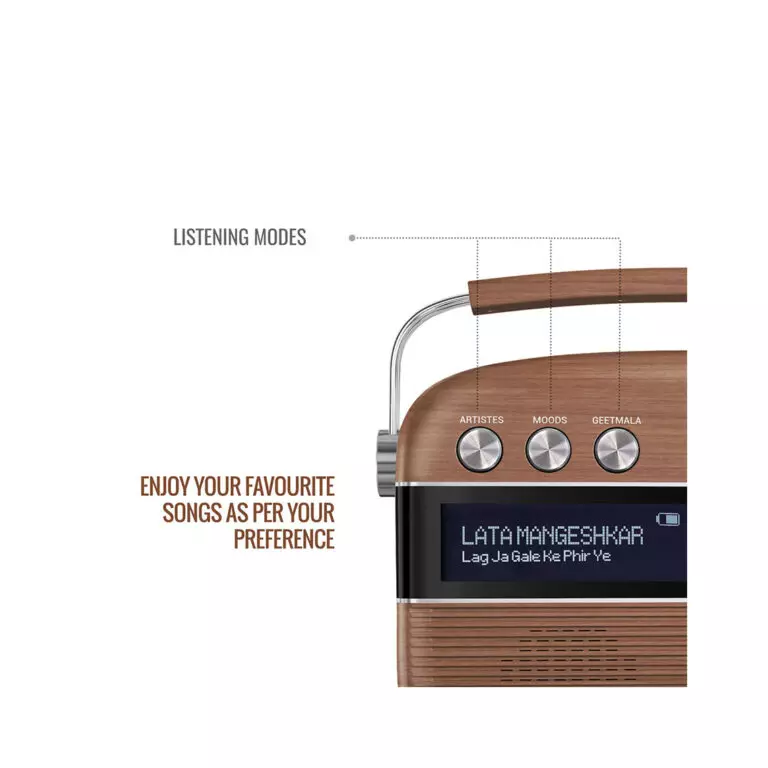 LISTENING MODES
ARTISTES MOODS GEETMALA
ENJOY YOUR FAVOURITE
SONGS AS PER YOUR
PREFERENCE
LATA MANGESHKAR
Lag Ja Gale Ke Phir Ye